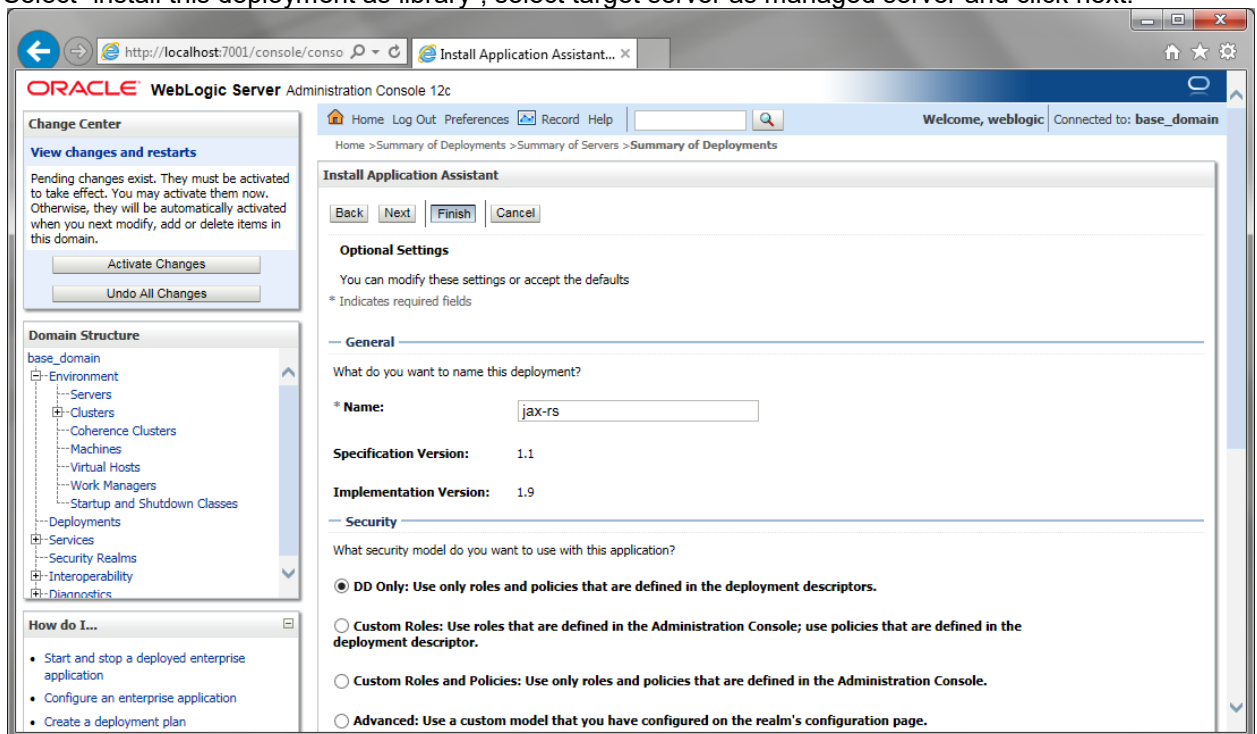 Select "install this deployment as library", select target server as managed server and click next.
http://localhost:7001/console/conso
Install Application Assistant...
ORACLE WebLogic Server Administration Console 12c
Change Center
View changes and restarts
Pending changes exist. They must be activated
to take effect. You may activate them now.
Otherwise, they will be automatically activated
when you next modify, add or delete items in
this domain.
Activate Changes
Undo All Changes
Domain Structure
base_domain
Environment
Servers
Clusters
Coherence Clusters
Machines
Virtual Hosts
Work Managers
Startup and Shutdown Classes
Deployments
Services
Security Realms
Interoperability
Diagnostics
How do I...
• Start and stop a deployed enterprise
application
• Configure an enterprise application
• Create a deployment plan
Home Log Out Preferences Record Help
Welcome, weblogic Connected to: base_domain
Home >Summary of Deployments >Summary of Servers >Summary of Deployments
Install Application Assistant
Back Next Finish Cancel
Optional Settings
You can modify these settings or accept the defaults
* Indicates required fields
General
What do you want to name this deployment?
* Name: jax-rs
Specification Version: 1.1
Implementation Version: 1.9
Security
What security model do you want to use with this application?
DD Only: Use only roles and policies that are defined in the deployment descriptors.
Custom Roles: Use roles that are defined in the Administration Console; use policies that are defined in the
deployment descriptor.
Custom Roles and Policies: Use only roles and policies that are defined in the Administration Console.
Advanced: Use a custom model that you have configured on the realm's configuration page.